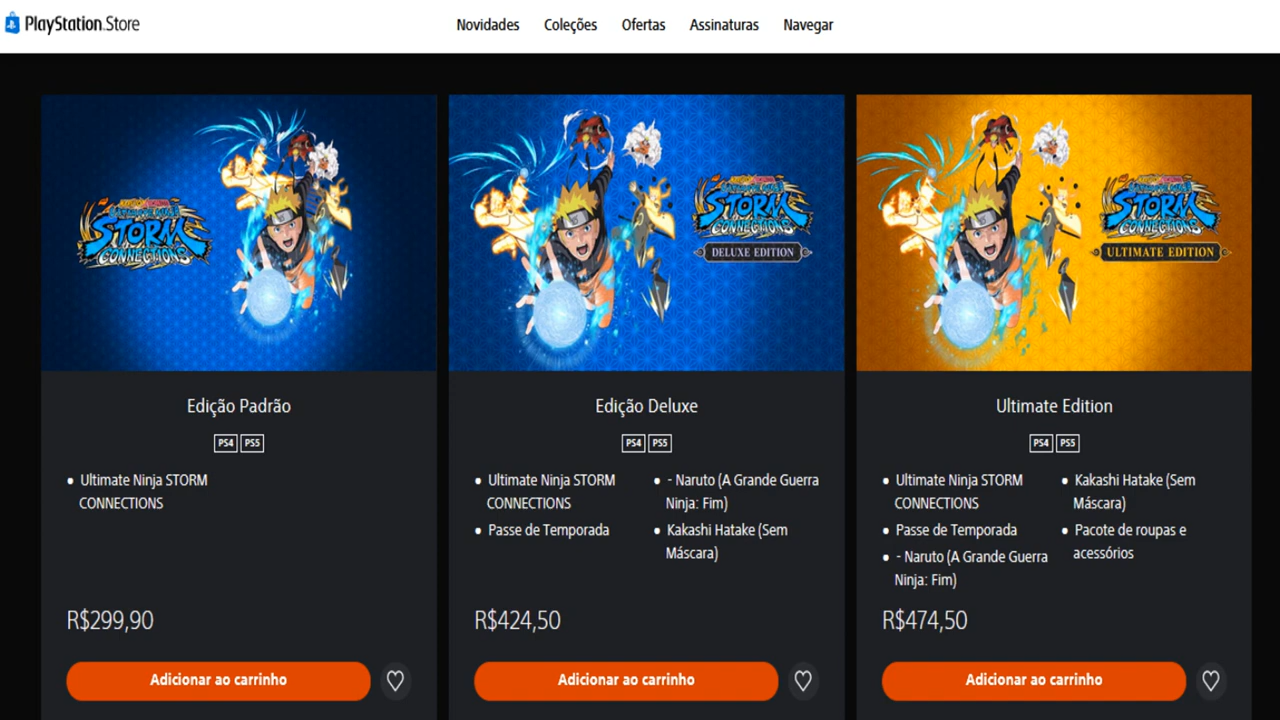 PlayStation.Store
Novidades Coleções Ofertas Assinaturas Navegar
STORM
CONNECTIONS
STORM
CONNECTIONS
DELUXE EDITION
STORM
CONNECTIONS
ULTIMATE EDITION
Edição Padrão
PS4 PS5
• Ultimate Ninja STORM
CONNECTIONS
R$299,90
Adicionar ao carrinho
Edição Deluxe
PS4 PS5
• Ultimate Ninja STORM
CONNECTIONS
• Passe de Temporada
• - Naruto (A Grande Guerra
Ninja: Fim)
• Kakashi Hatake (Sem
Máscara)
R$424,50
Adicionar ao carrinho
Ultimate Edition
PS4 PS5
• Ultimate Ninja STORM
CONNECTIONS
• Passe de Temporada
• - Naruto (A Grande Guerra
Ninja: Fim)
• Kakashi Hatake (Sem
Máscara)
• Pacote de roupas e
acessórios
R$474,50
Adicionar ao carrinho